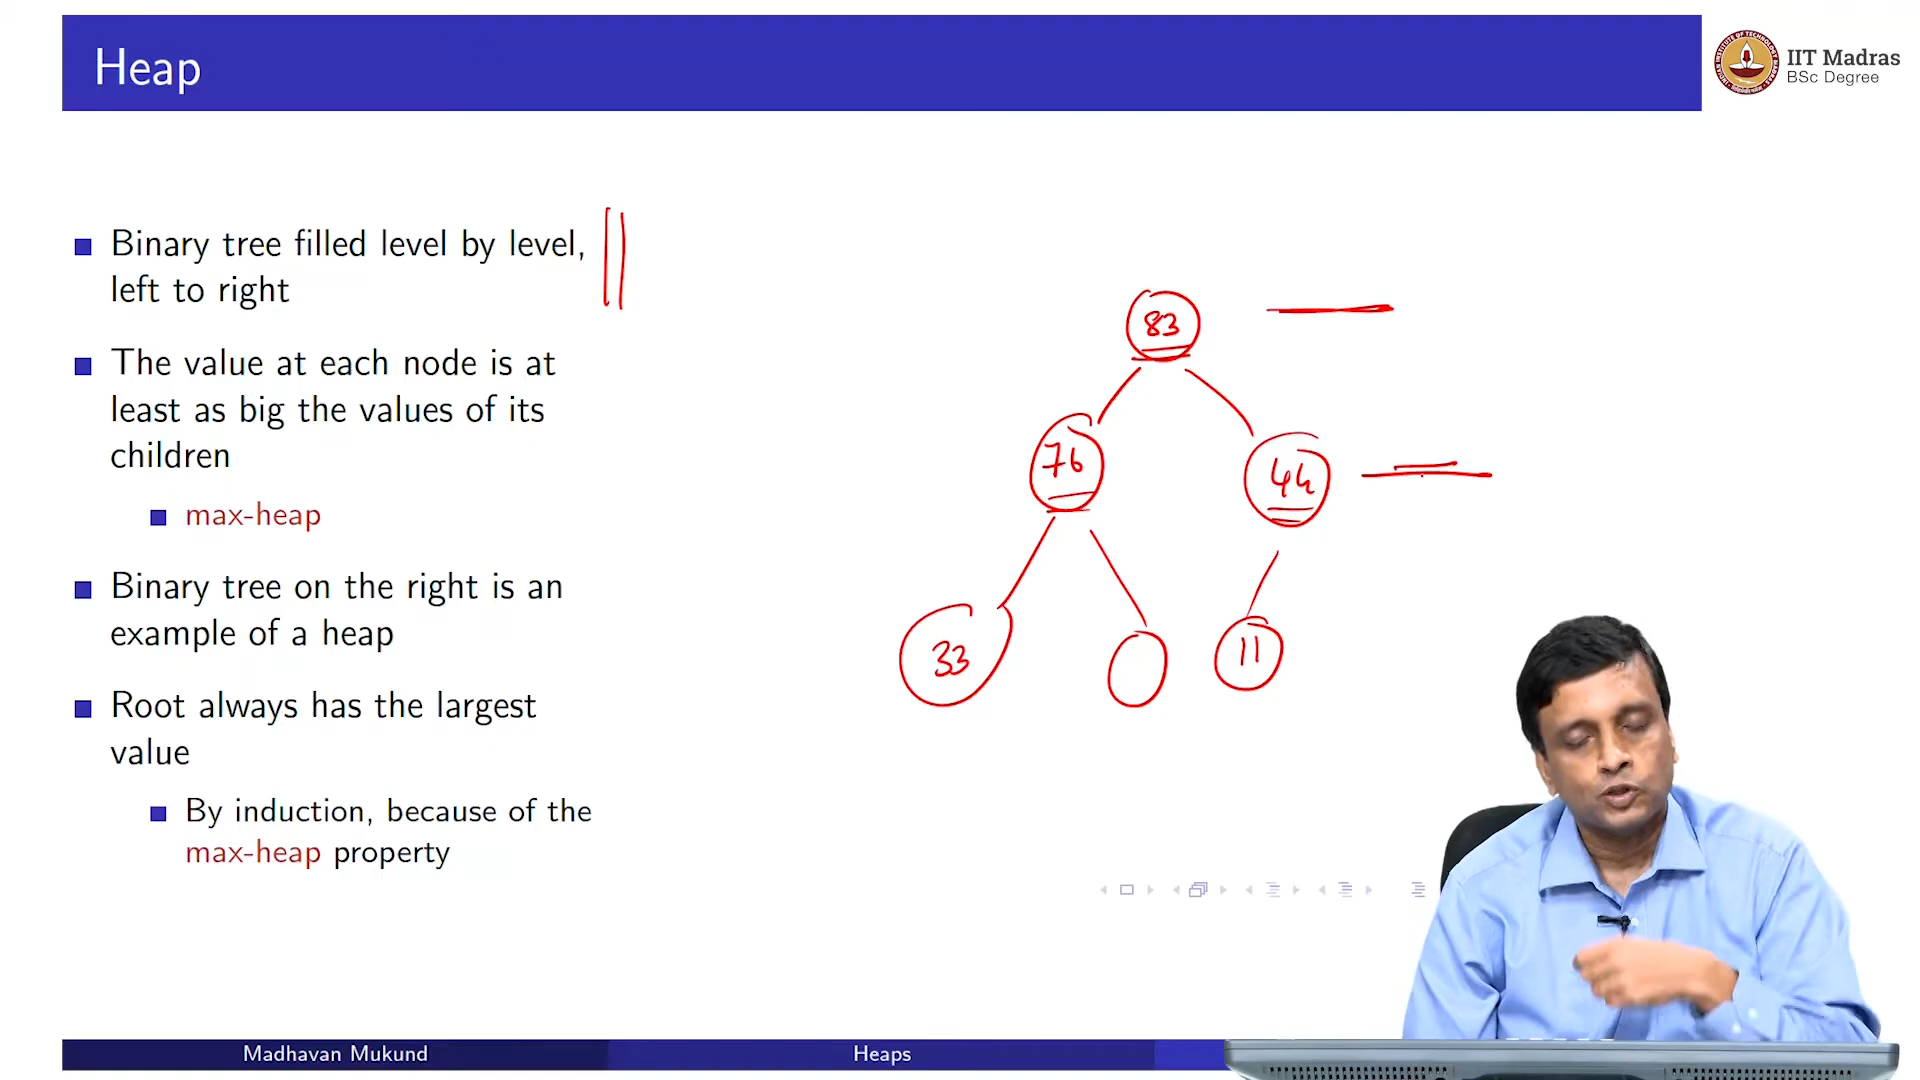 Heap
IIT Madras
BSc Degree
Binary tree filled level by level,
left to right
The value at each node is at
least as big the values of its
children
max-heap
Binary tree on the right is an
example of a heap
Root always has the largest
value
By induction, because of the
max-heap property
83
76
44
33
11
Madhavan Mukund
Heaps